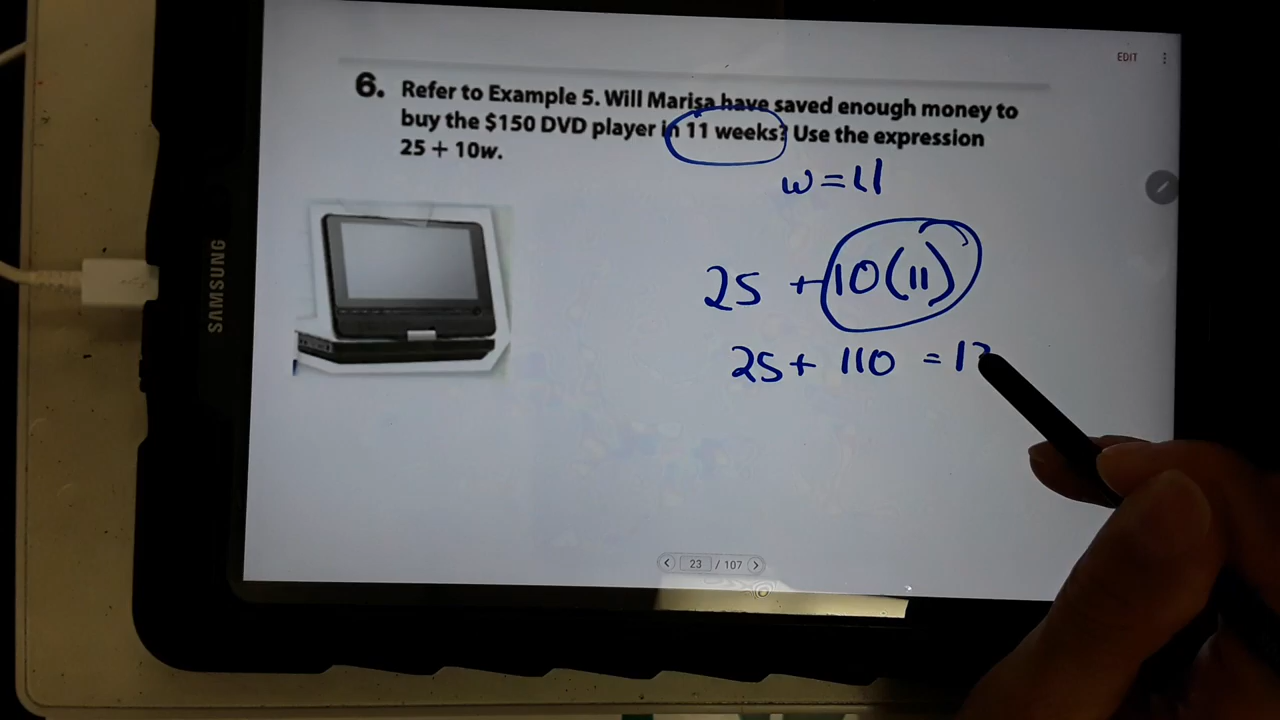 EDIT
6. Refer to Example 5. Will Marisa have saved enough money to
buy the $150 DVD player in 11 weeks? Use the expression
25 + 10w.
w = 11
25 + 10(11)
25 + 110 = 13
SAMSUNG
23 / 107